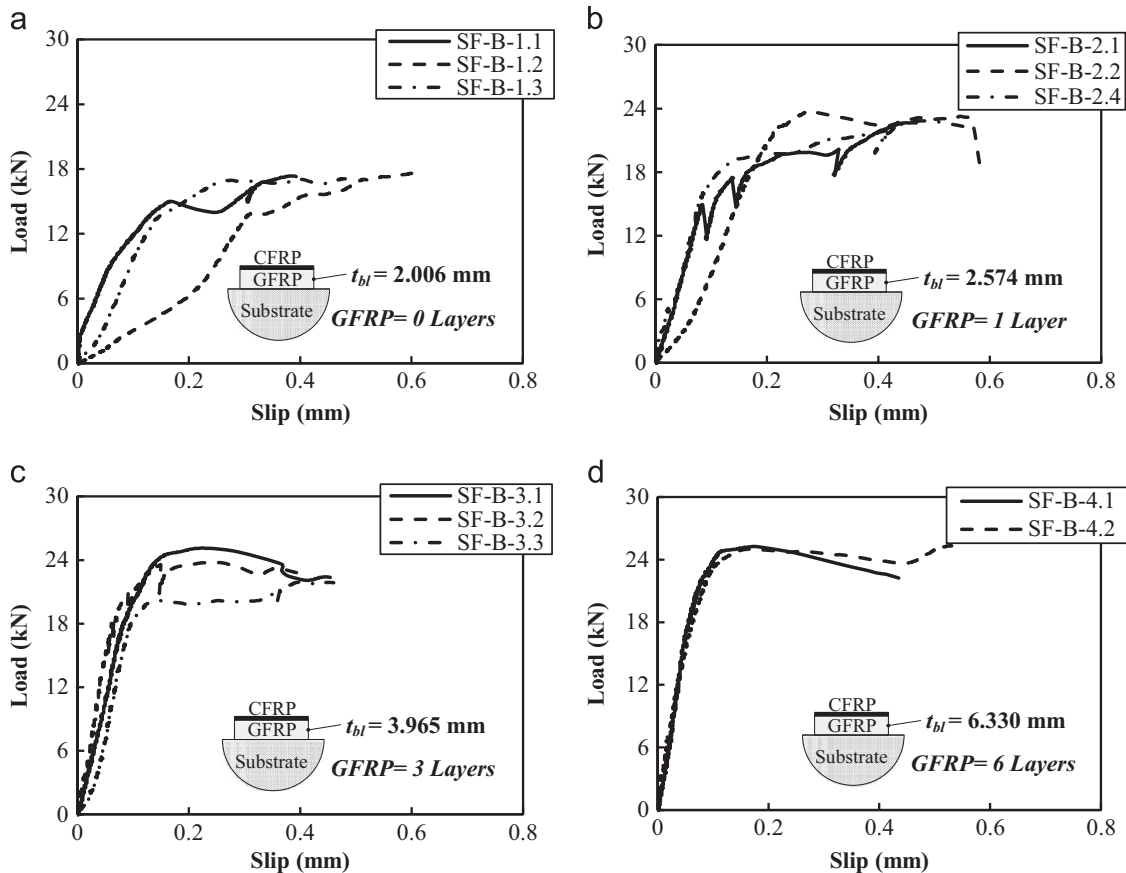 a
30
24
18
12
6
0
0
0.2
0.4
0.6
0.8
Load (kN)
Slip (mm)
SF-B-1.1
SF-B-1.2
SF-B-1.3
CFRP
GFRP
Substrate
tbl = 2.006 mm
GFRP= 0 Layers
b
30
24
18
12
6
0
0
0.2
0.4
0.6
0.8
Load (kN)
Slip (mm)
SF-B-2.1
SF-B-2.2
SF-B-2.4
CFRP
GFRP
Substrate
tbl = 2.574 mm
GFRP= 1 Layer
c
30
24
18
12
6
0
0
0.2
0.4
0.6
0.8
Load (kN)
Slip (mm)
SF-B-3.1
SF-B-3.2
SF-B-3.3
CFRP
GFRP
Substrate
tbl = 3.965 mm
GFRP= 3 Layers
d
30
24
18
12
6
0
0
0.2
0.4
0.6
0.8
Load (kN)
Slip (mm)
SF-B-4.1
SF-B-4.2
CFRP
GFRP
Substrate
tbl = 6.330 mm
GFRP= 6 Layers